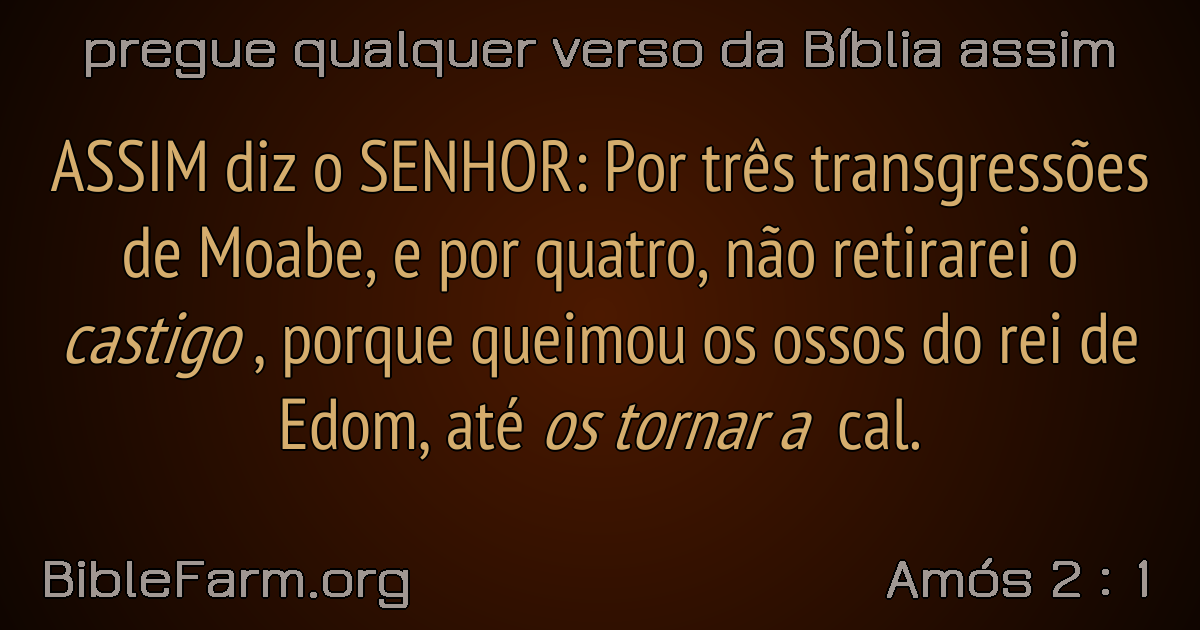 pregue qualquer verso da Bíblia assim
ASSIM diz o SENHOR: Por três transgressões
de Moabe, e por quatro, não retirarei o
castigo , porque queimou os ossos do rei de
Edom, até os tornar a cal.
BibleFarm.org
Amós 2 : 1